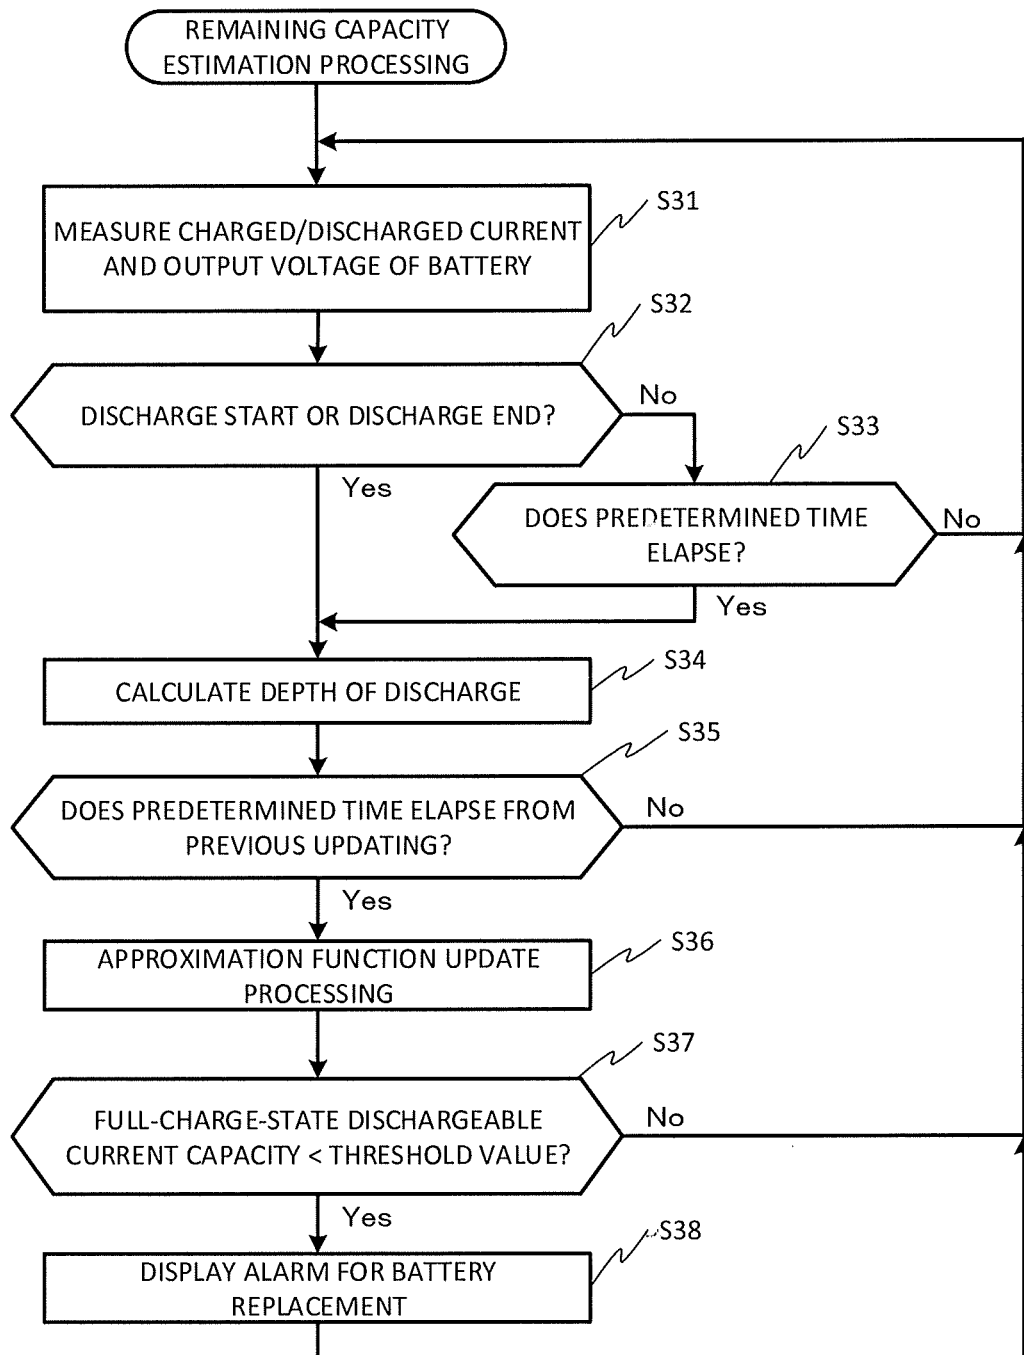 REMAINING CAPACITY
ESTIMATION PROCESSING
S31
MEASURE CHARGED/DISCHARGED CURRENT
AND OUTPUT VOLTAGE OF BATTERY
S32
DISCHARGE START OR DISCHARGE END?
No
S33
Yes
DOES PREDETERMINED TIME
ELAPSE?
No
Yes
S34
CALCULATE DEPTH OF DISCHARGE
S35
DOES PREDETERMINED TIME ELAPSE FROM
PREVIOUS UPDATING?
No
Yes
S36
APPROXIMATION FUNCTION UPDATE
PROCESSING
S37
FULL-CHARGE-STATE DISCHARGEABLE
CURRENT CAPACITY < THRESHOLD VALUE?
No
Yes
S38
DISPLAY ALARM FOR BATTERY
REPLACEMENT